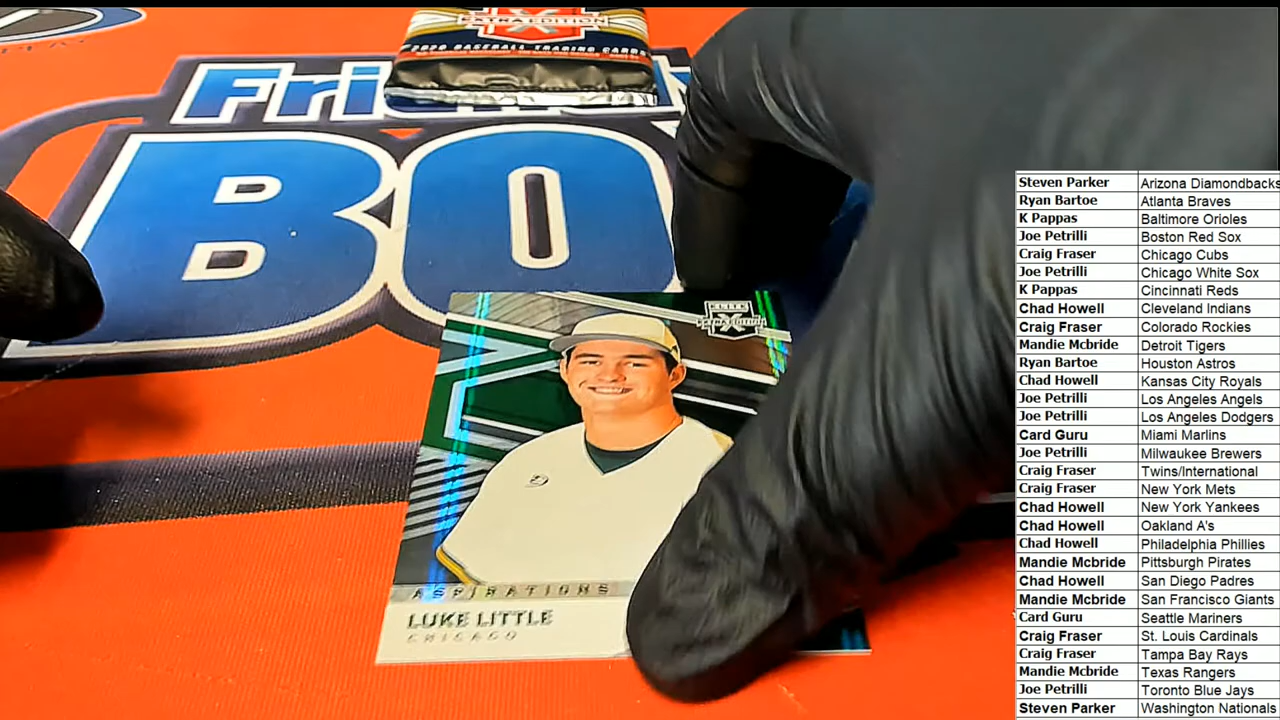 EXTRA EDITION
X
2020 BASEBALL TRADING CARDS
Fri
BO
ELITE
EXTRA EDITION
X
ASPIRATIONS
LUKE LITTLE
CHICAGO
Steven Parker Arizona Diamondbacks
Ryan Bartoe Atlanta Braves
K Pappas Baltimore Orioles
Joe Petrilli Boston Red Sox
Craig Fraser Chicago Cubs
Joe Petrilli Chicago White Sox
K Pappas Cincinnati Reds
Chad Howell Cleveland Indians
Craig Fraser Colorado Rockies
Mandie Mcbride Detroit Tigers
Ryan Bartoe Houston Astros
Chad Howell Kansas City Royals
Joe Petrilli Los Angeles Angels
Joe Petrilli Los Angeles Dodgers
Card Guru Miami Marlins
Joe Petrilli Milwaukee Brewers
Craig Fraser Twins/International
Craig Fraser New York Mets
Chad Howell New York Yankees
Chad Howell Oakland A's
Chad Howell Philadelphia Phillies
Mandie Mcbride Pittsburgh Pirates
Chad Howell San Diego Padres
Mandie Mcbride San Francisco Giants
Card Guru Seattle Mariners
Craig Fraser St. Louis Cardinals
Craig Fraser Tampa Bay Rays
Mandie Mcbride Texas Rangers
Joe Petrilli Toronto Blue Jays
Steven Parker Washington Nationals